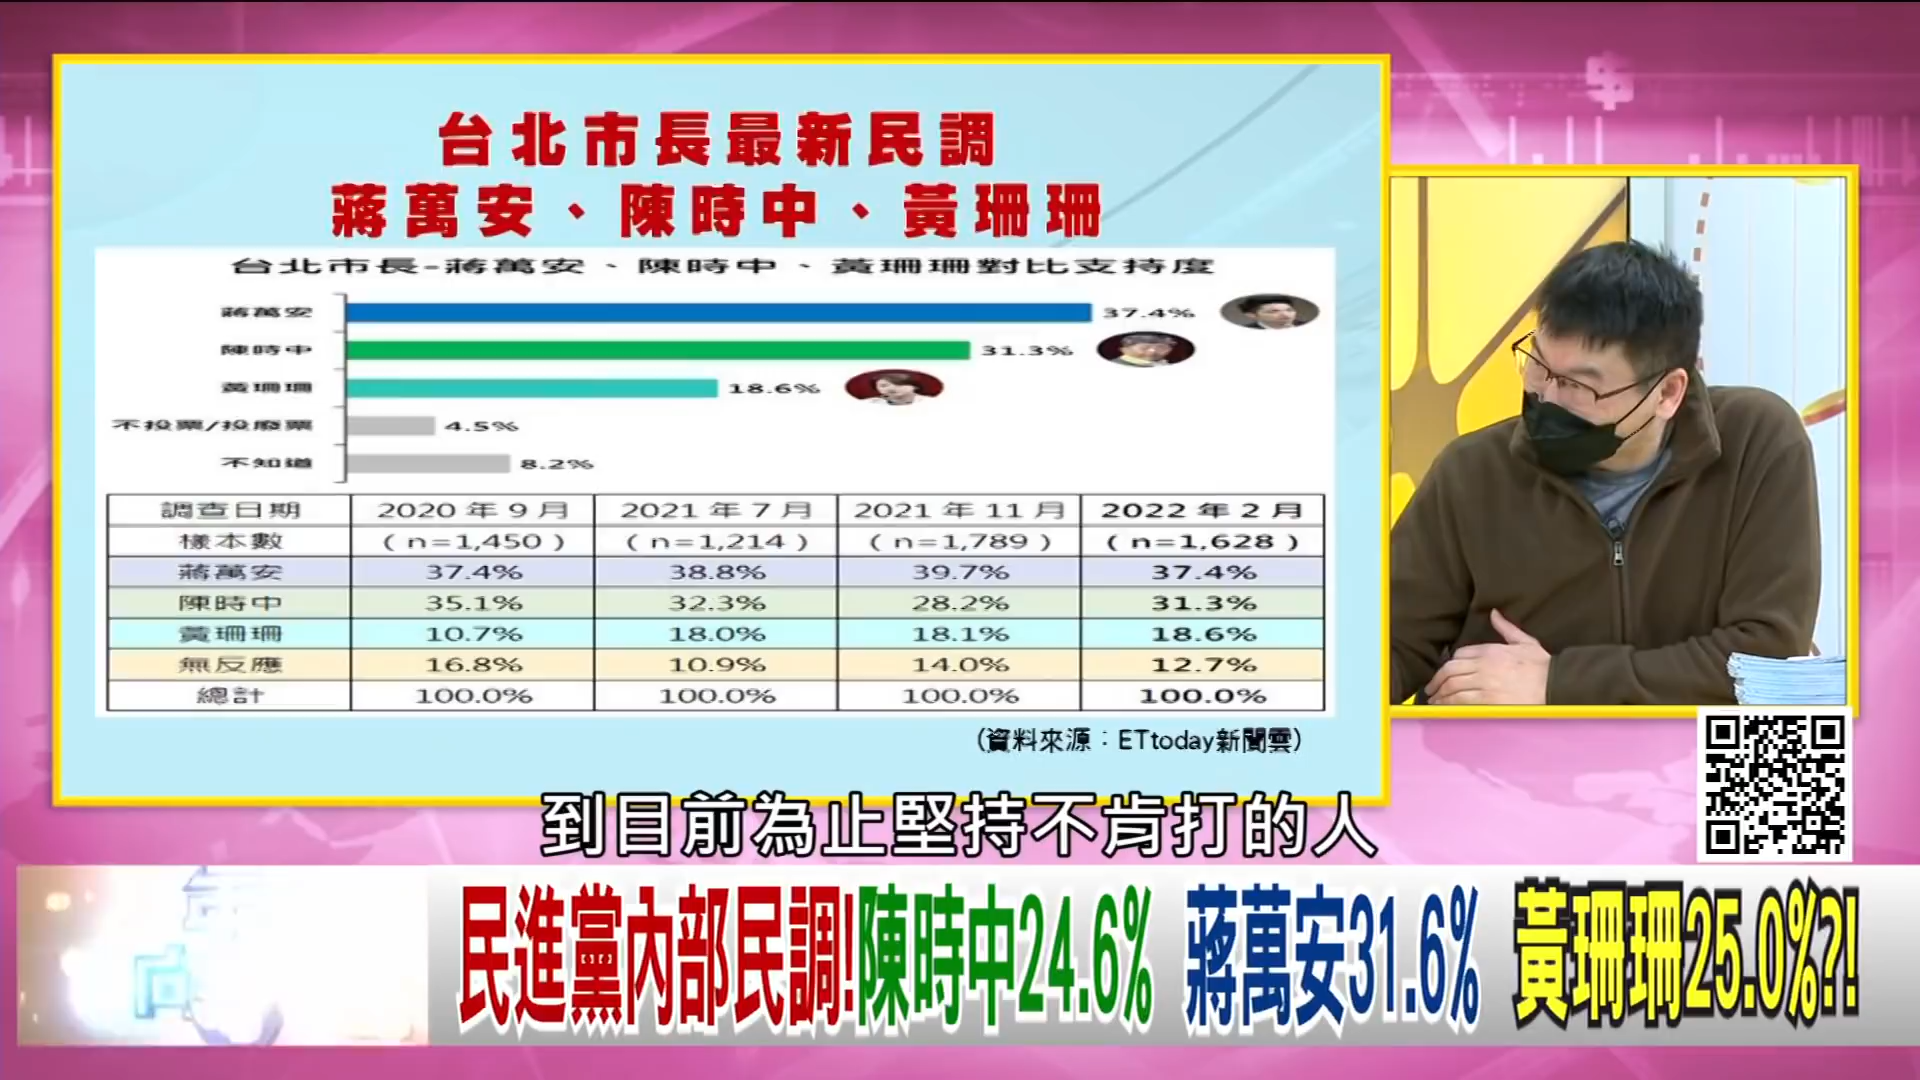 台北市長最新民調
蔣萬安、陳時中、黃珊珊
台北市長-蔣萬安、陳時中、黃珊珊對比支持度
蔣萬安 37.4%
陳時中 31.3%
黃珊珊 18.6%
不投票/投廢票 4.5%
不知道 8.2%
調查日期 2020年9月 2021年7月 2021年11月 2022年2月
樣本數 (n=1,450) (n=1,214) (n=1,789) (n=1,628)
蔣萬安 37.4% 38.8% 39.7% 37.4%
陳時中 35.1% 32.3% 28.2% 31.3%
黃珊珊 10.7% 18.0% 18.1% 18.6%
無反應 16.8% 10.9% 14.0% 12.7%
總計 100.0% 100.0% 100.0% 100.0%
(資料來源：ETtoday新聞雲)
到目前為止堅持不肯打的人
民進黨內部民調!陳時中24.6% 蔣萬安31.6% 黃珊珊25.0%?!